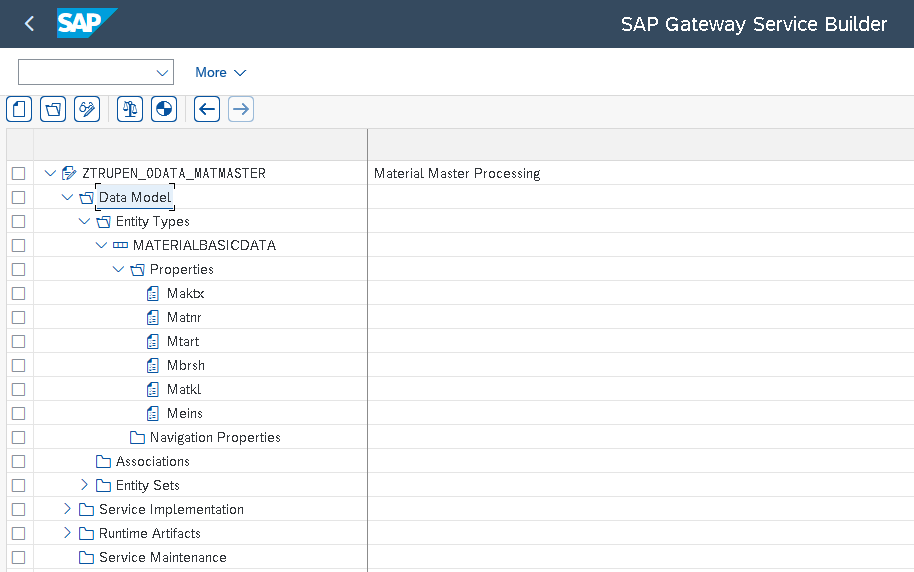 SAP
SAP Gateway Service Builder
More
ZTRUPEN_ODATA_MATMASTER Material Master Processing
Data Model
Entity Types
MATERIALBASICDATA
Properties
Maktx
Matnr
Mtart
Mbrsh
Matkl
Meins
Navigation Properties
Associations
Entity Sets
Service Implementation
Runtime Artifacts
Service Maintenance